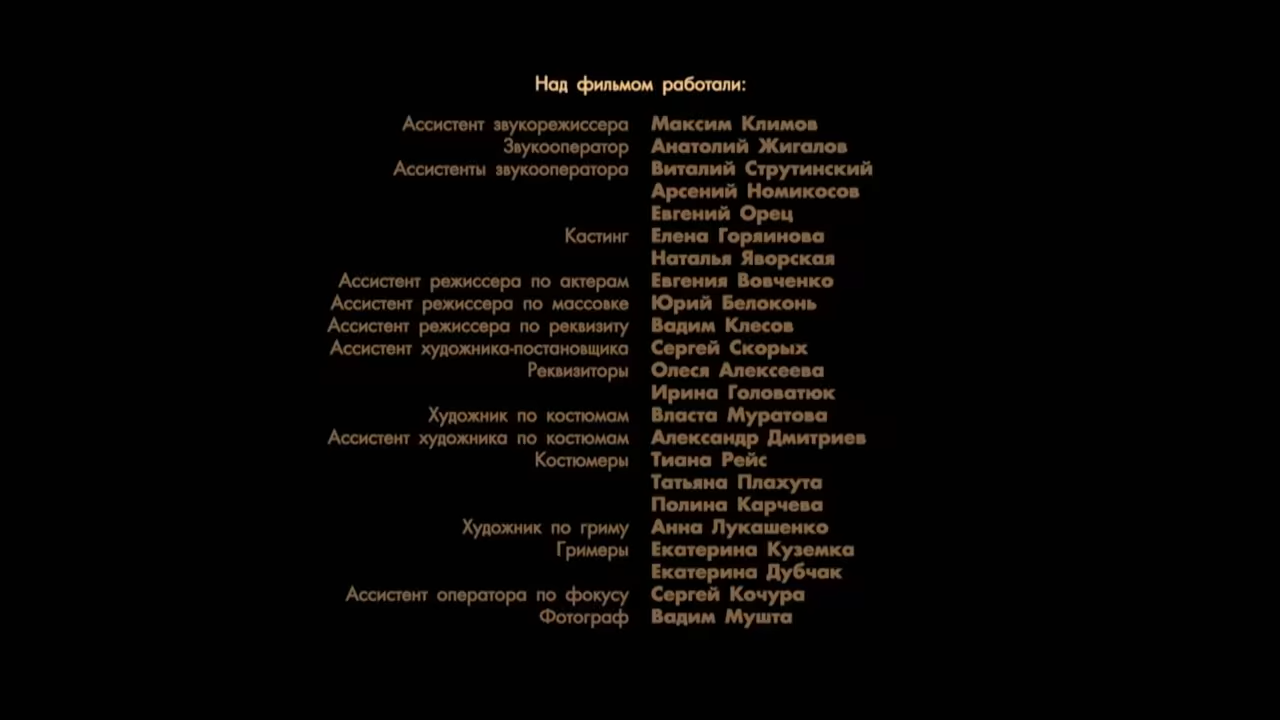 Над фильмом работали:
Ассистент звукорежиссера Максим Климов
Звукооператор Анатолий Жигалов
Ассистенты звукооператора Виталий Струтинский
Арсений Номикосов
Евгений Орец
Кастинг Елена Горяинова
Наталья Яворская
Ассистент режиссера по актерам Евгения Вовченко
Ассистент режиссера по массовке Юрий Белоконь
Ассистент режиссера по реквизиту Вадим Клесов
Ассистент художника-постановщика Сергей Скорых
Реквизиторы Олеся Алексеева
Ирина Головатюк
Художник по костюмам Власта Муратова
Ассистент художника по костюмам Александр Дмитриев
Костюмеры Тиана Рейс
Татьяна Плахута
Полина Карчева
Художник по гриму Анна Лукашенко
Гримеры Екатерина Куземка
Екатерина Дубчак
Ассистент оператора по фокусу Сергей Кочура
Фотограф Вадим Мушта